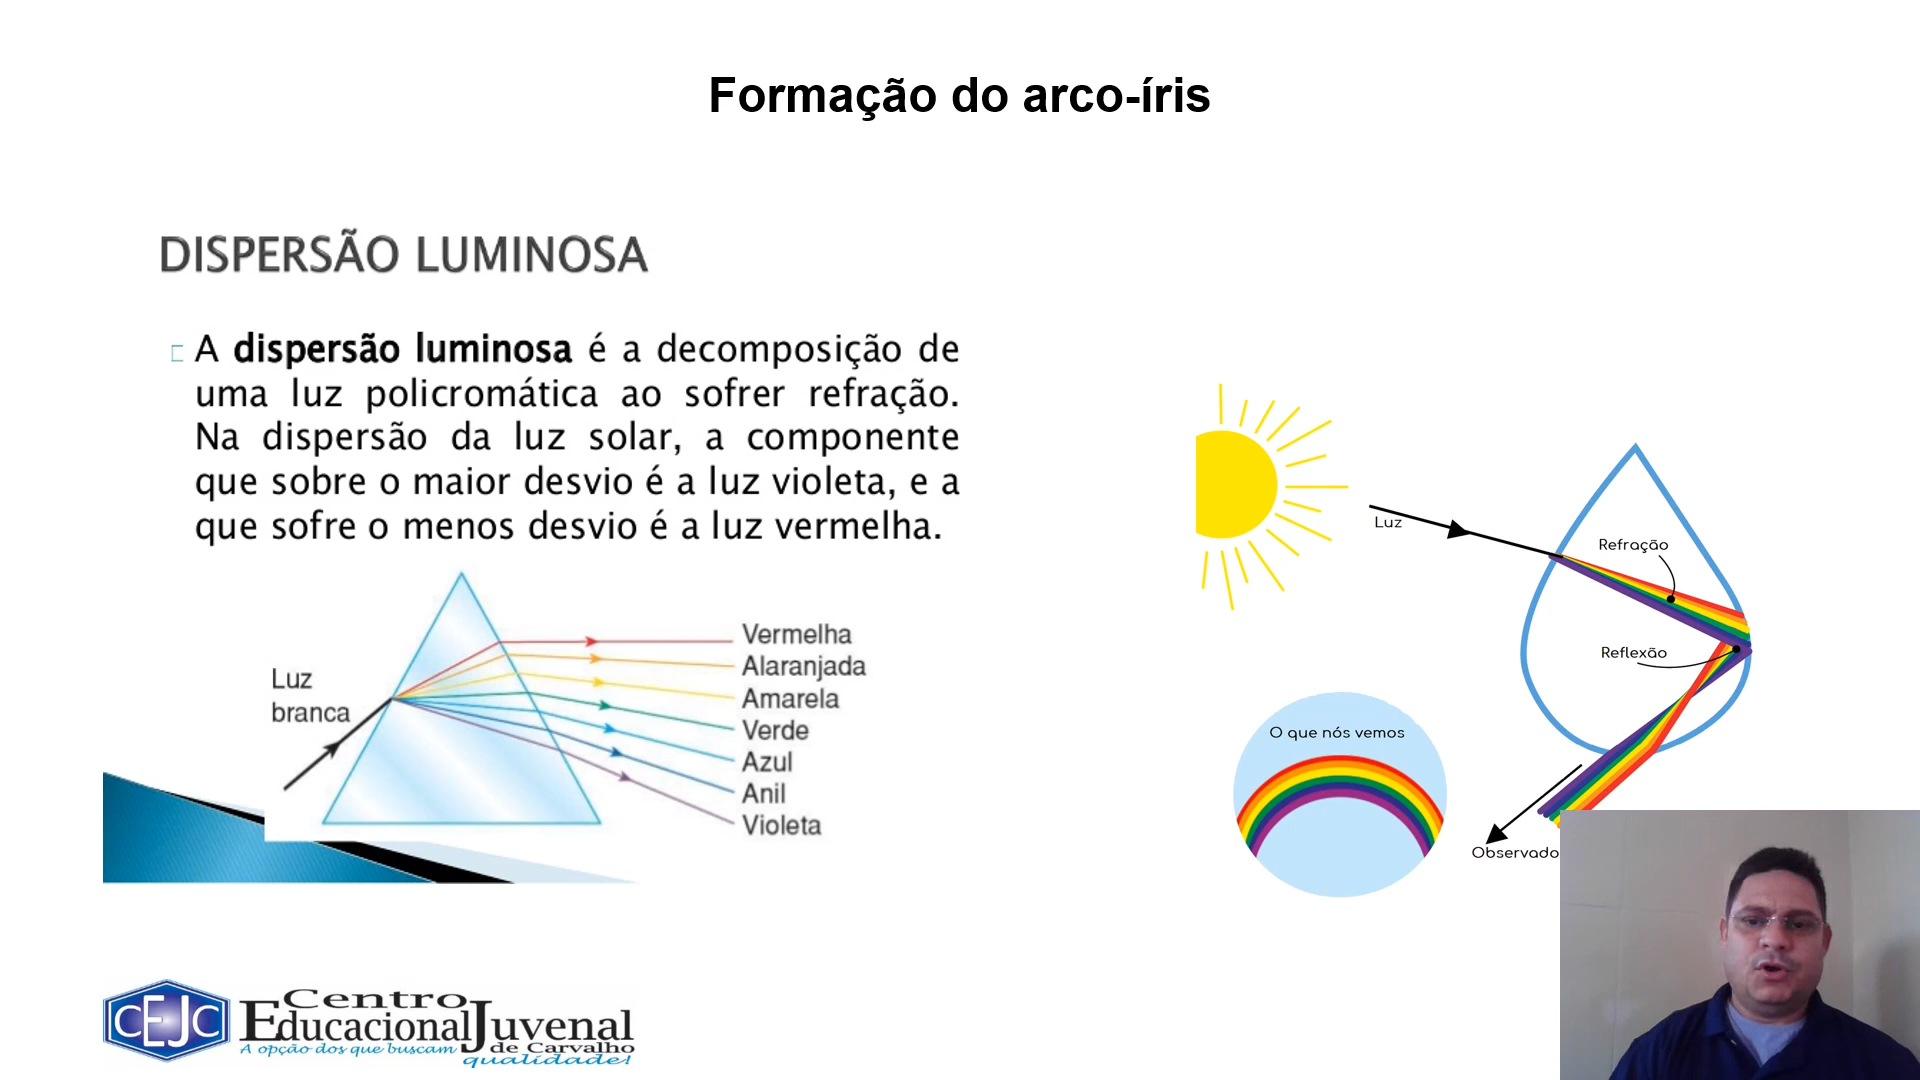 Formação do arco-íris
DISPERSÃO LUMINOSA
A dispersão luminosa é a decomposição de
uma luz policromática ao sofrer refração.
Na dispersão da luz solar, a componente
que sobre o maior desvio é a luz violeta, e a
que sofre o menos desvio é a luz vermelha.
Luz
branca
Vermelha
Alaranjada
Amarela
Verde
Azul
Anil
Violeta
Luz
Refração
Reflexão
O que nós vemos
Observado
CEJC
Centro
Educacional Juvenal
de Carvalho
A opção dos que buscam
qualidade!